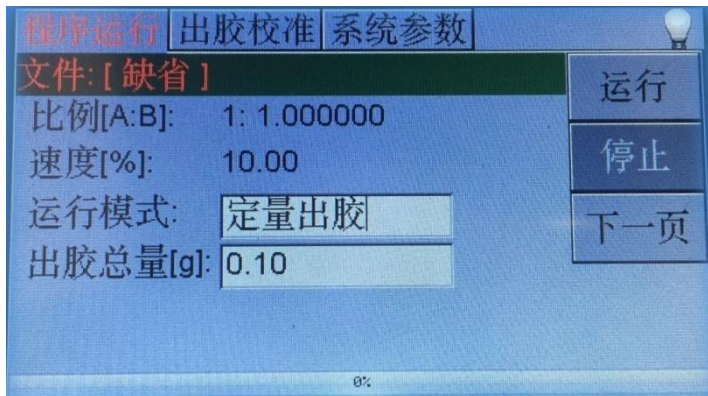 程序运行 出胶校准 系统参数
文件: [ 缺省 ]
运行
比例[A:B]: 1: 1.000000
速度[%]: 10.00
停止
运行模式: 定量出胶
下一页
出胶总量[g]: 0.10
0%